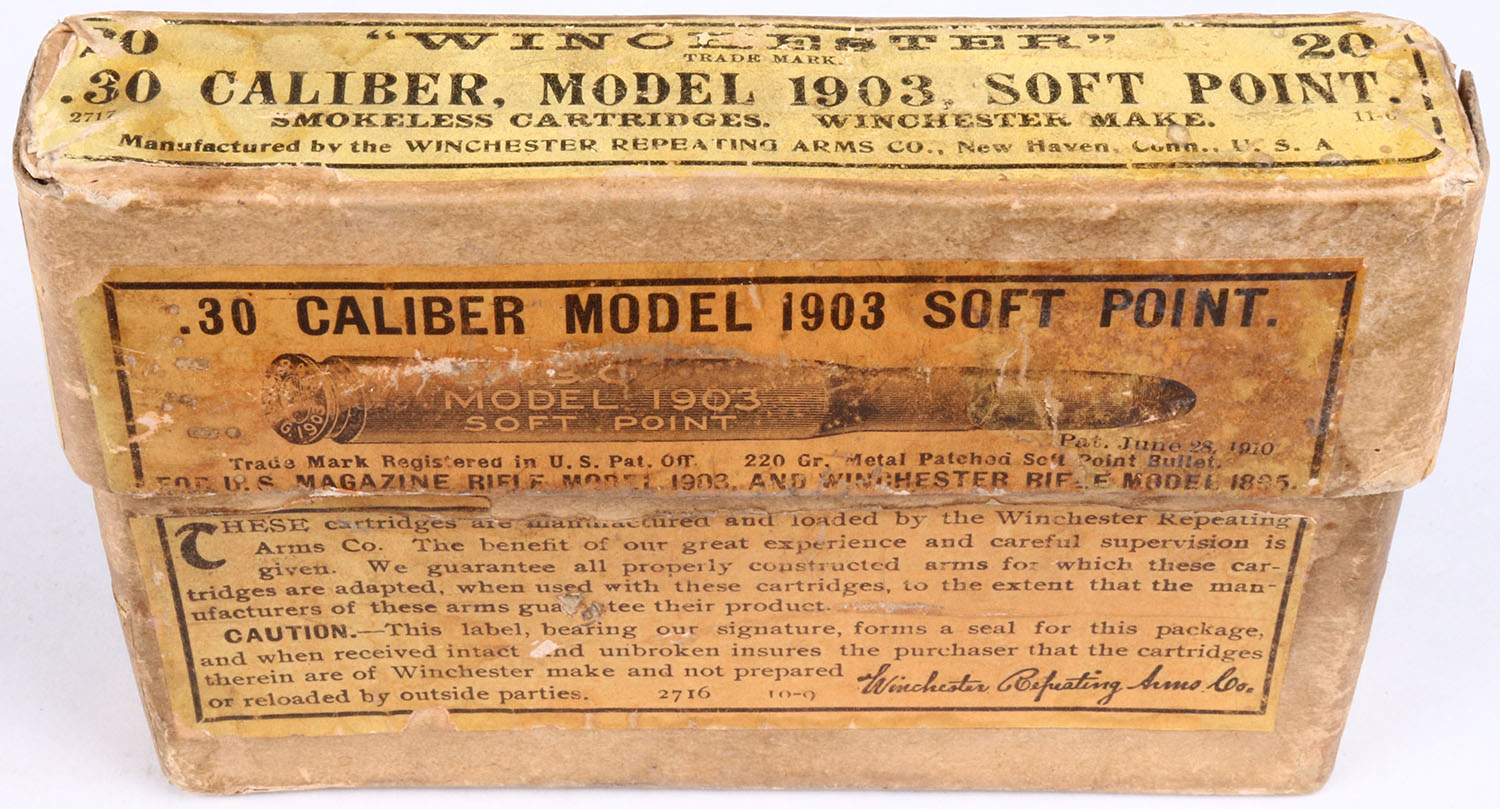 20 "WINCHESTER" 20
TRADE MARK.
.30 CALIBER, MODEL 1903, SOFT POINT.
2717 SMOKELESS CARTRIDGES. WINCHESTER MAKE.
Manufactured by the WINCHESTER REPEATING ARMS CO., New Haven, Conn., U. S. A
.30 CALIBER MODEL 1903 SOFT POINT.
MODEL 1903
SOFT POINT
G. 1903
Pat. June 28, 1910
Trade Mark Registered in U. S. Pat. Off. 220 Gr. Metal Patched Soft Point Bullet.
FOR U. S. MAGAZINE RIFLE MODEL 1903, AND WINCHESTER RIFLE MODEL 1895.
THESE cartridges are manufactured and loaded by the Winchester Repeating
Arms Co. The benefit of our great experience and careful supervision is
given. We guarantee all properly constructed arms for which these car-
tridges are adapted, when used with these cartridges, to the extent that the man-
ufacturers of these arms guarantee their product.
CAUTION.—This label, bearing our signature, forms a seal for this package,
and when received intact and unbroken insures the purchaser that the cartridges
therein are of Winchester make and not prepared
or reloaded by outside parties. 2716 10-9 Winchester Repeating Arms Co.